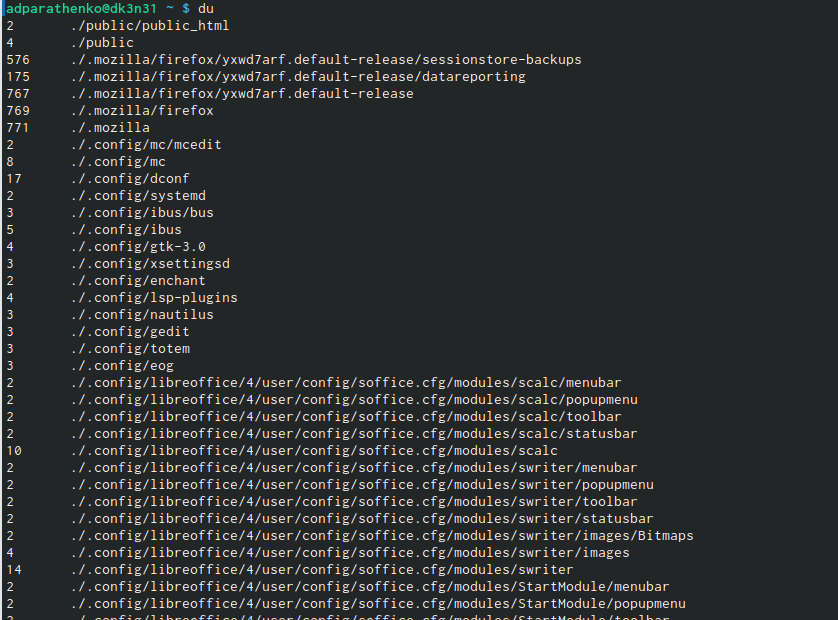 adparathenko@dk3n31 ~ $ du
2 ./public/public_html
4 ./public
576 ./.mozilla/firefox/yxwd7arf.default-release/sessionstore-backups
175 ./.mozilla/firefox/yxwd7arf.default-release/datareporting
767 ./.mozilla/firefox/yxwd7arf.default-release
769 ./.mozilla/firefox
771 ./.mozilla
2 ./.config/mc/mcedit
8 ./.config/mc
17 ./.config/dconf
2 ./.config/systemd
3 ./.config/ibus/bus
5 ./.config/ibus
4 ./.config/gtk-3.0
3 ./.config/xsettingsd
2 ./.config/enchant
4 ./.config/lsp-plugins
3 ./.config/nautilus
3 ./.config/gedit
3 ./.config/totem
3 ./.config/eog
2 ./.config/libreoffice/4/user/config/soffice.cfg/modules/scalc/menubar
2 ./.config/libreoffice/4/user/config/soffice.cfg/modules/scalc/popupmenu
2 ./.config/libreoffice/4/user/config/soffice.cfg/modules/scalc/toolbar
2 ./.config/libreoffice/4/user/config/soffice.cfg/modules/scalc/statusbar
10 ./.config/libreoffice/4/user/config/soffice.cfg/modules/scalc
2 ./.config/libreoffice/4/user/config/soffice.cfg/modules/swriter/menubar
2 ./.config/libreoffice/4/user/config/soffice.cfg/modules/swriter/popupmenu
2 ./.config/libreoffice/4/user/config/soffice.cfg/modules/swriter/toolbar
2 ./.config/libreoffice/4/user/config/soffice.cfg/modules/swriter/statusbar
2 ./.config/libreoffice/4/user/config/soffice.cfg/modules/swriter/images/Bitmaps
4 ./.config/libreoffice/4/user/config/soffice.cfg/modules/swriter/images
14 ./.config/libreoffice/4/user/config/soffice.cfg/modules/swriter
2 ./.config/libreoffice/4/user/config/soffice.cfg/modules/StartModule/menubar
2 ./.config/libreoffice/4/user/config/soffice.cfg/modules/StartModule/popupmenu
2 ./.config/libreoffice/4/user/config/soffice.cfg/modules/StartModule/toolbar